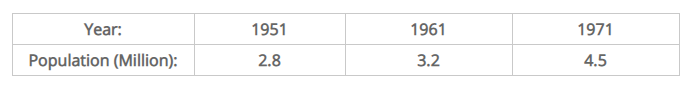 Year: 1951 1961 1971
Population (Million): 2.8 3.2 4.5